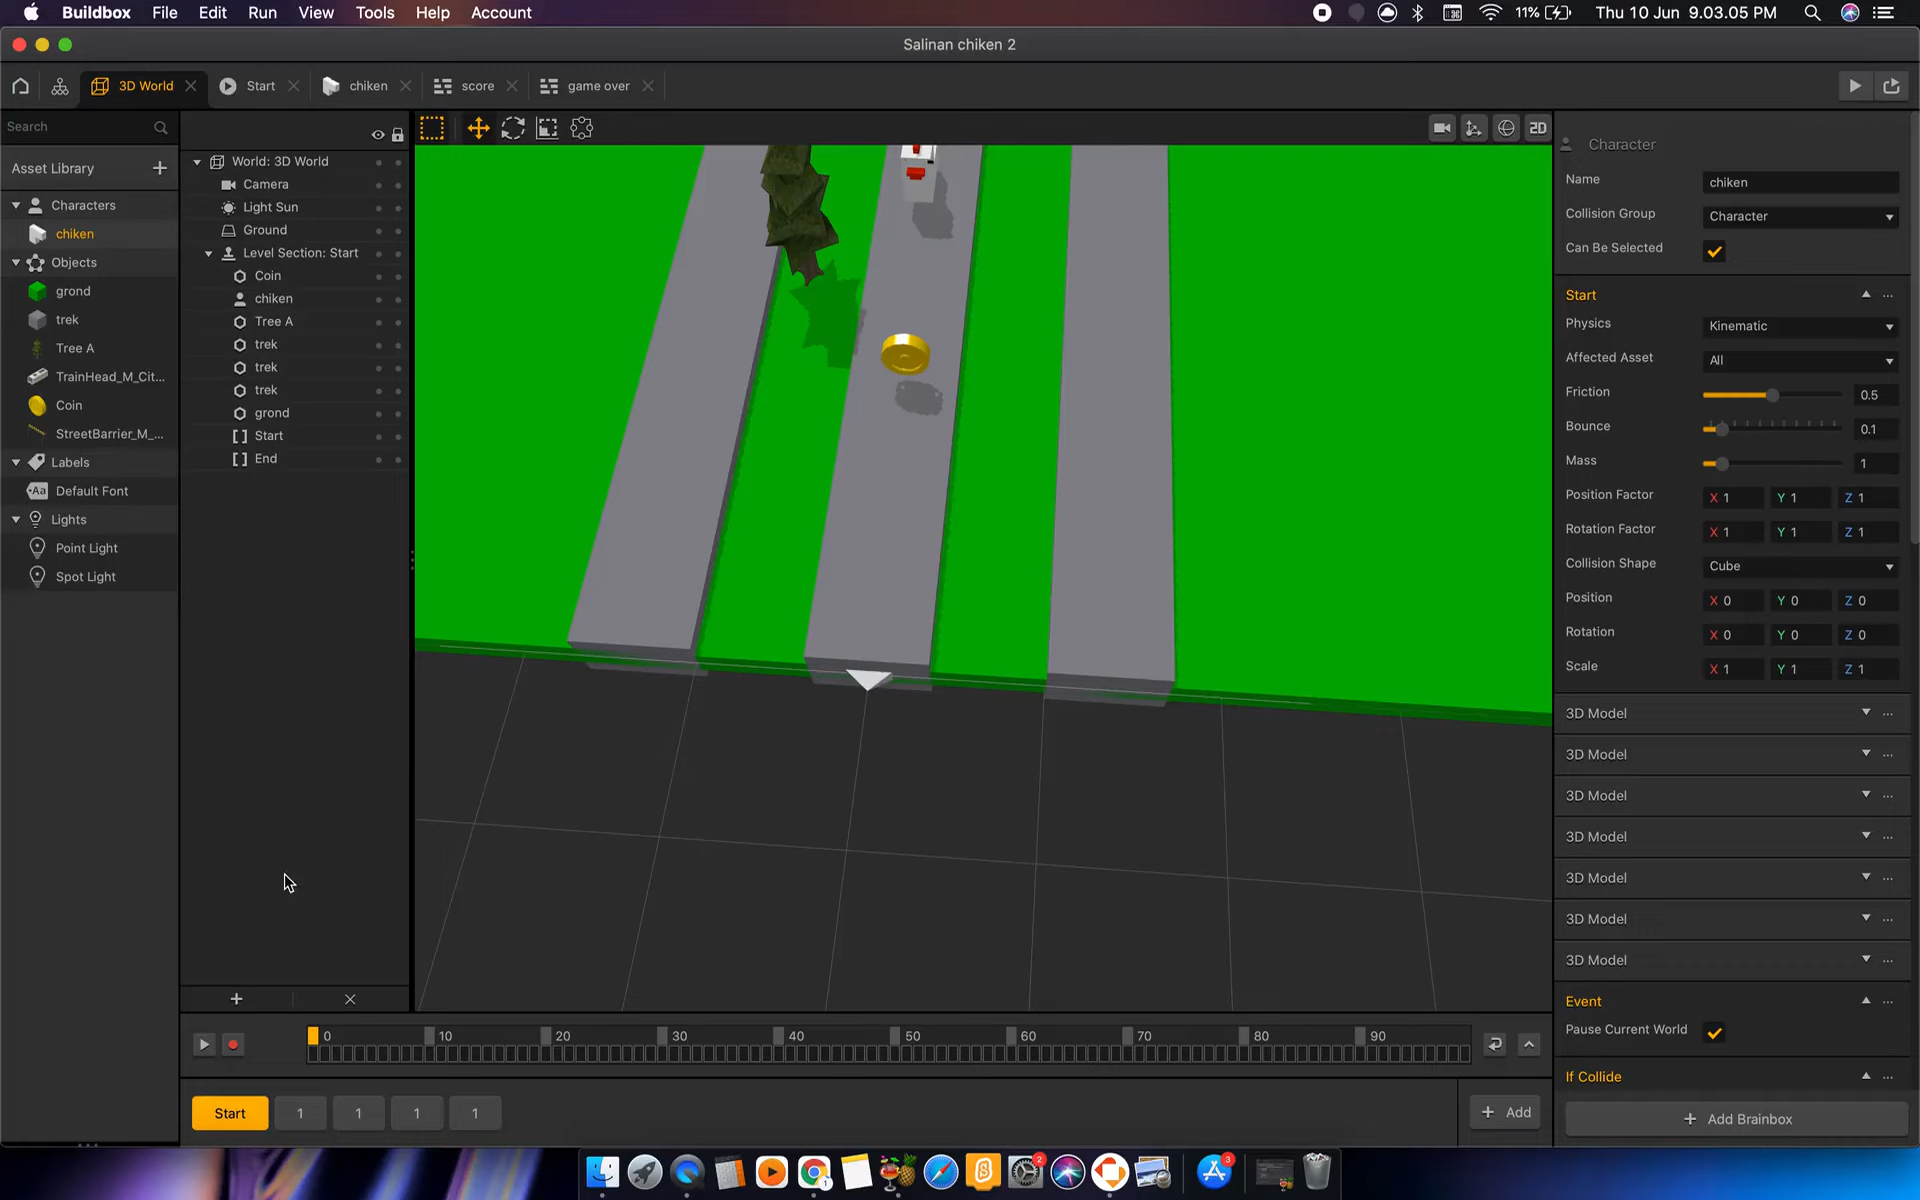 Buildbox File Edit Run View Tools Help Account 11% Thu 10 Jun 9.03.05 PM
Salinan chiken 2
3D World Start chiken score game over
Search
Asset Library
Characters
chiken
Objects
grond
trek
Tree A
TrainHead_M_Cit...
Coin
StreetBarrier_M_...
Labels
Aa Default Font
Lights
Point Light
Spot Light
World: 3D World
Camera
Light Sun
Ground
Level Section: Start
Coin
chiken
Tree A
trek
trek
trek
grond
[ ] Start
[ ] End
2D
Character
Name chiken
Collision Group Character
Can Be Selected
Start
Physics Kinematic
Affected Asset All
Friction 0.5
Bounce 0.1
Mass 1
Position Factor X 1 Y 1 Z 1
Rotation Factor X 1 Y 1 Z 1
Collision Shape Cube
Position X 0 Y 0 Z 0
Rotation X 0 Y 0 Z 0
Scale X 1 Y 1 Z 1
3D Model
3D Model
3D Model
3D Model
3D Model
3D Model
3D Model
Event
Pause Current World
If Collide
+ Add Brainbox
0 10 20 30 40 50 60 70 80 90
Start 1 1 1 1 + Add
1 2 3